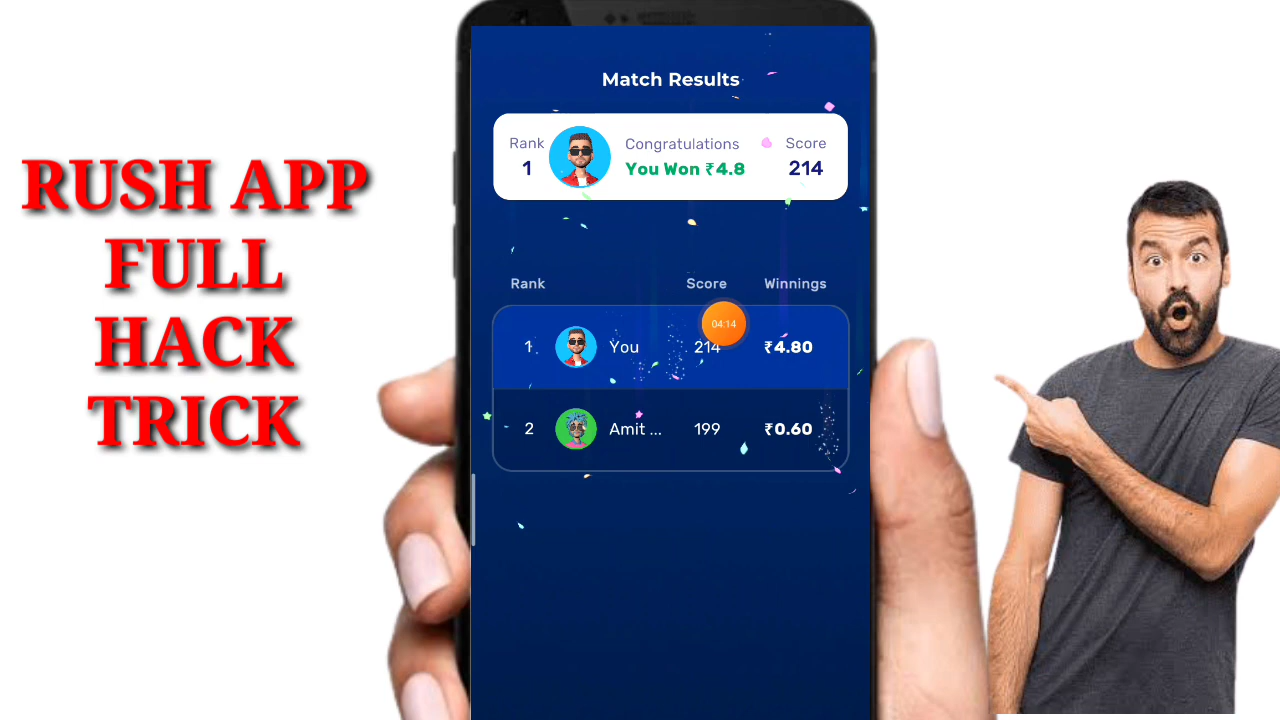 RUSH APP
FULL
HACK
TRICK
Match Results
Rank Congratulations Score
1 You Won ₹4.8 214
Rank Score Winnings
04:14
1 You 214 ₹4.80
2 Amit ... 199 ₹0.60